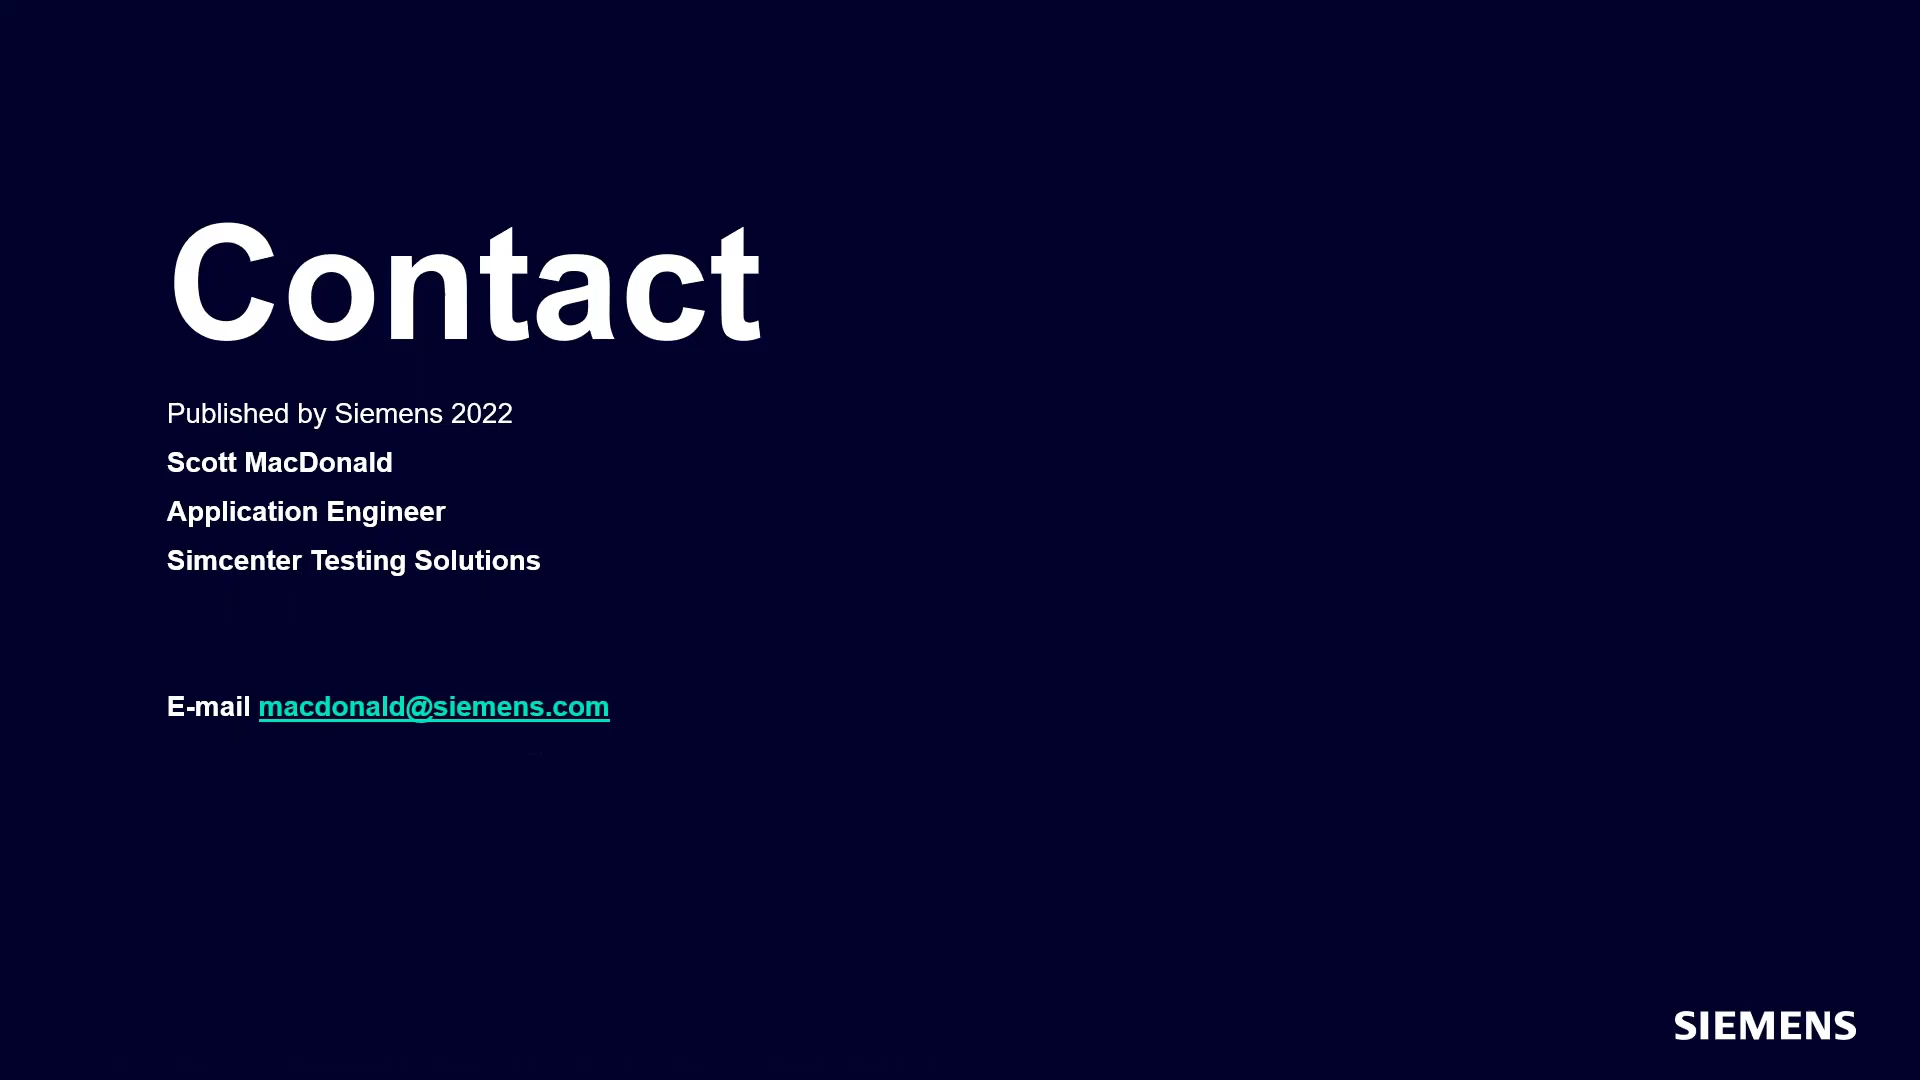 Contact
Published by Siemens 2022
Scott MacDonald
Application Engineer
Simcenter Testing Solutions
E-mail macdonald@siemens.com
SIEMENS